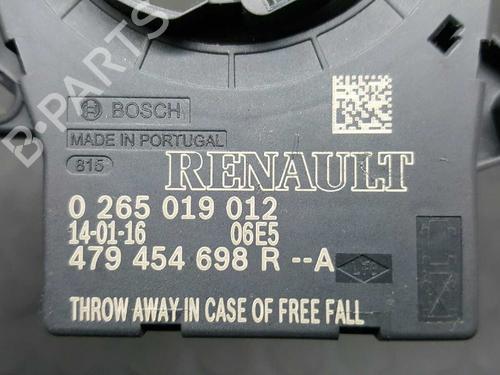 BOSCH
MADE IN PORTUGAL
815
RENAULT
0 265 019 012
14-01-16 06E5
479 454 698 R --A
THROW AWAY IN CASE OF FREE FALL
B-PARTS